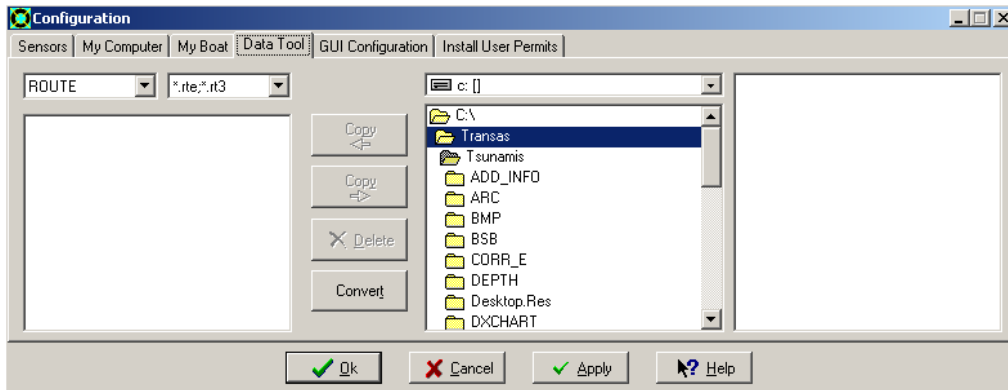 Configuration
Sensors My Computer My Boat Data Tool GUI Configuration Install User Permits
ROUTE *.rte;*.rt3 c: []
C:\
Transas
Tsunamis
ADD_INFO
ARC
BMP
BSB
CORR_E
DEPTH
Desktop.Res
DXCHART
Copy
Copy
Delete
Convert
Ok Cancel Apply Help